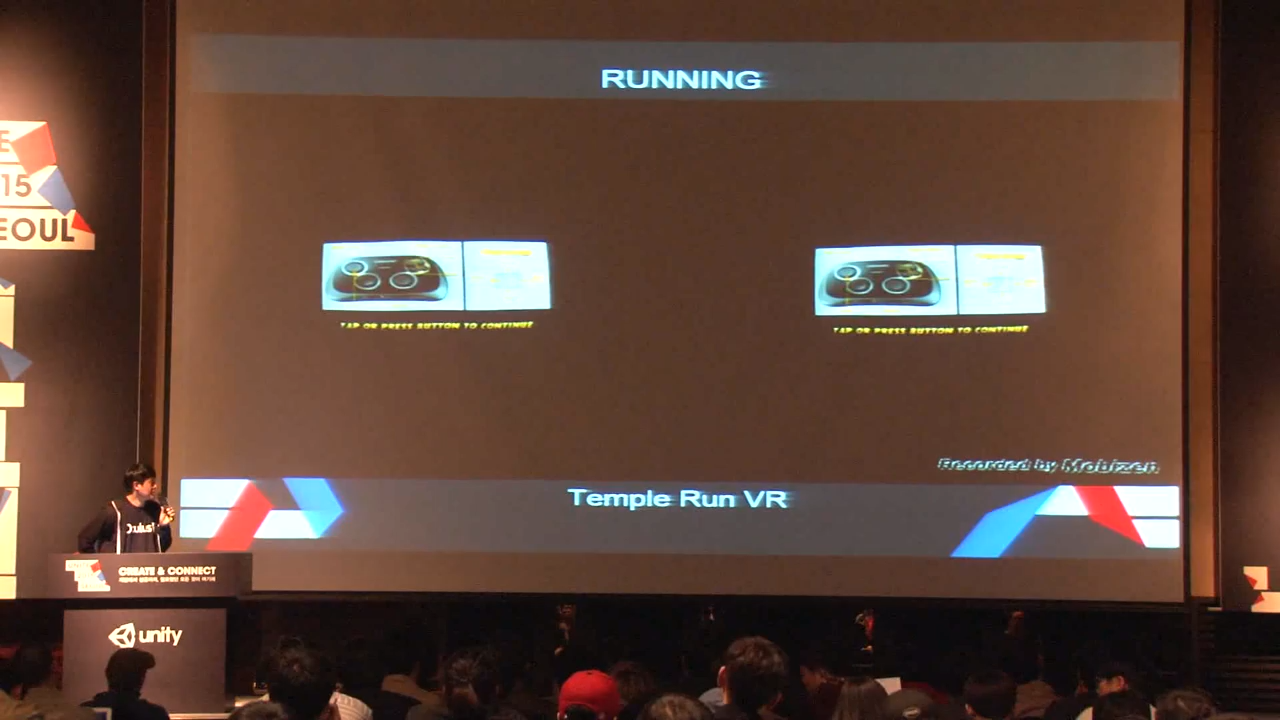 RUNNING
E
15
EOUL
TAP OR PRESS BUTTON TO CONTINUE
TAP OR PRESS BUTTON TO CONTINUE
Recorded by Mobizen
Temple Run VR
CREATE & CONNECT
unity